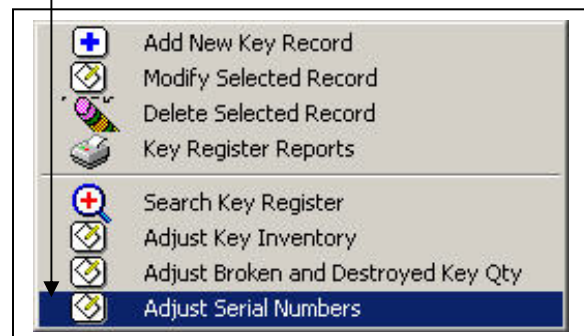 Add New Key Record
Modify Selected Record
Delete Selected Record
Key Register Reports
Search Key Register
Adjust Key Inventory
Adjust Broken and Destroyed Key Qty
Adjust Serial Numbers